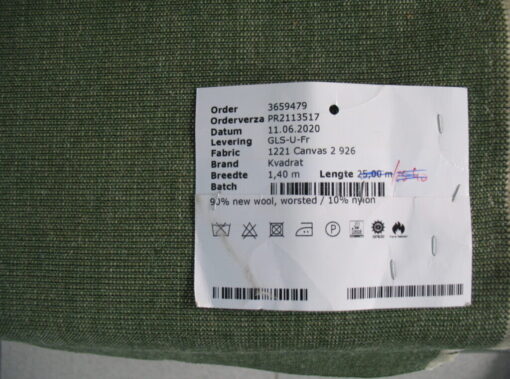 Order 3659479
Orderverza PR2113517
Datum 11.06.2020
Levering GLS-U-Fr
Fabric 1221 Canvas 2 926
Brand Kvadrat
Breedte 1,40 m Lengte 25,00 m
Batch
90% new wool, worsted / 10% nylon
P